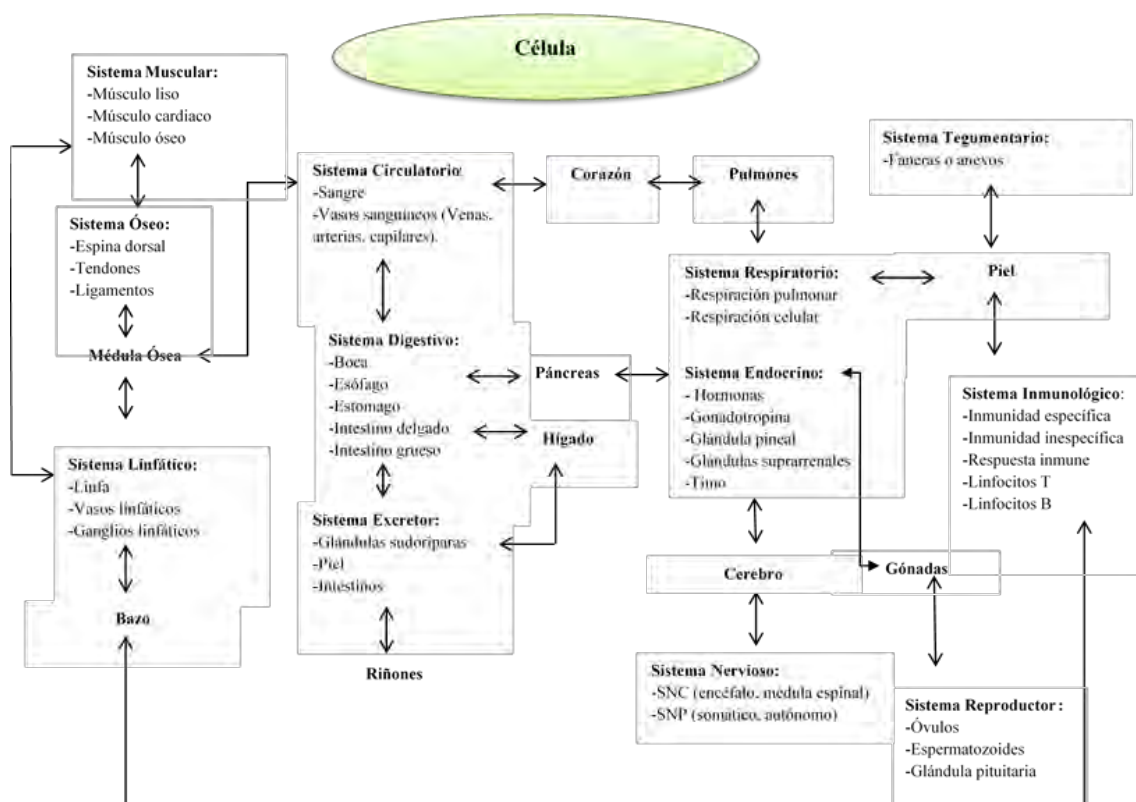 Célula
Sistema Muscular:
-Músculo liso
-Músculo cardiaco
-Músculo óseo
Sistema Óseo:
-Espina dorsal
-Tendones
-Ligamentos
Médula Ósea
Sistema Linfático:
-Linfa
-Vasos linfáticos
-Ganglios linfáticos
Bazo
Sistema Circulatorio:
-Sangre
-Vasos sanguíneos (Venas,
arterias, capilares).
Sistema Digestivo:
-Boca
-Esófago
-Estomago
-Intestino delgado
-Intestino grueso
Sistema Excretor:
-Glándulas sudoríparas
-Piel
-Intestinos
Riñones
Corazón
Pulmones
Páncreas
Hígado
Sistema Respiratorio:
-Respiración pulmonar
-Respiración celular
Sistema Endocrino:
- Hormonas
-Gonadotropina
-Glándula pineal
-Glándulas suprarrenales
-Timo
Cerebro
Gónadas
Sistema Nervioso:
-SNC (encéfalo, médula espinal)
-SNP (somático, autónomo)
Sistema Tegumentario:
-Faneras o anexos
Piel
Sistema Inmunológico:
-Inmunidad específica
-Inmunidad inespecífica
-Respuesta inmune
-Linfocitos T
-Linfocitos B
Sistema Reproductor :
-Óvulos
-Espermatozoides
-Glándula pituitaria